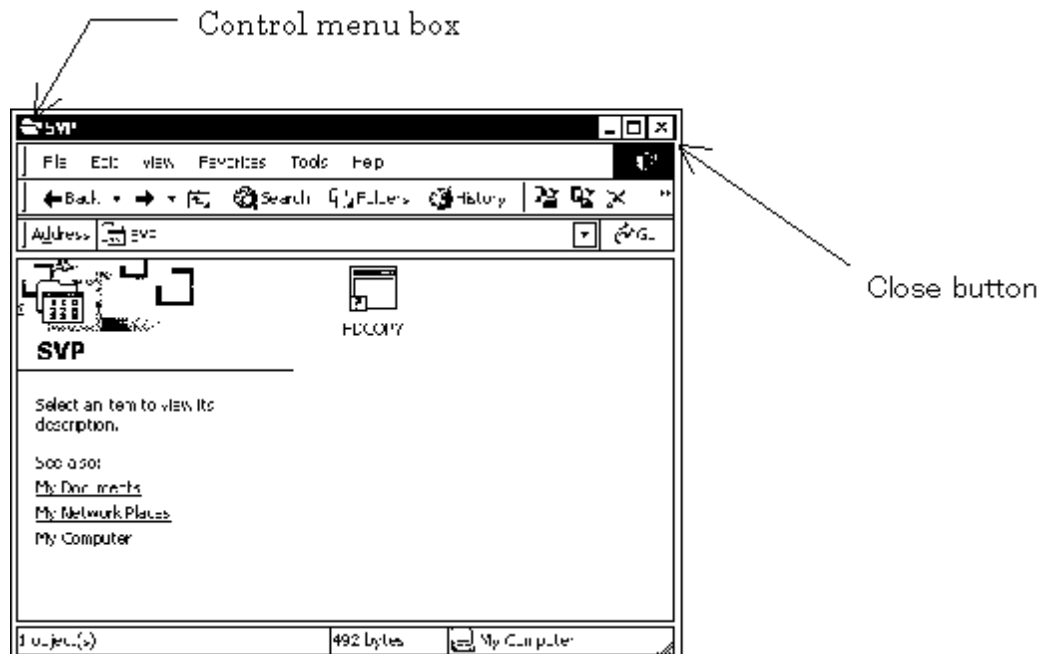 Control menu box
SVP
File Edit View Favorites Tools Help
Back Search Folders History »
Address SVP
Close button
FDCOPY
SVP
Select an item to view its
description.
See also:
My Documents
My Network Places
My Computer
1 object(s) 492 bytes My Computer